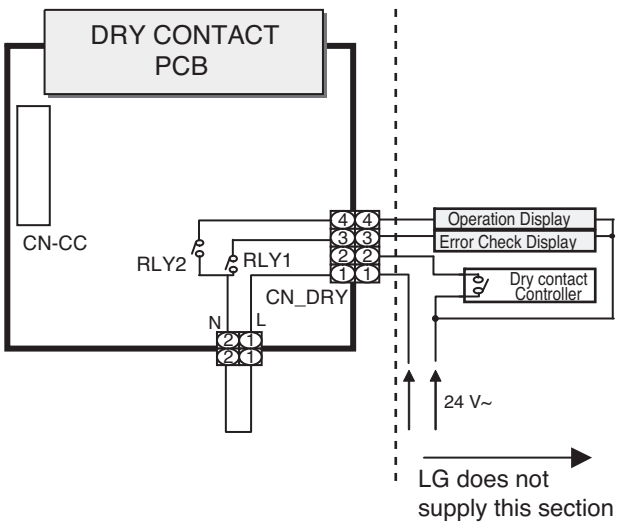 DRY CONTACT
PCB
CN-CC
RLY2
RLY1
4 4
3 3
2 2
1 1
CN_DRY
N
L
2 1
2 1
Operation Display
Error Check Display
Dry contact
Controller
24 V~
LG does not
supply this section